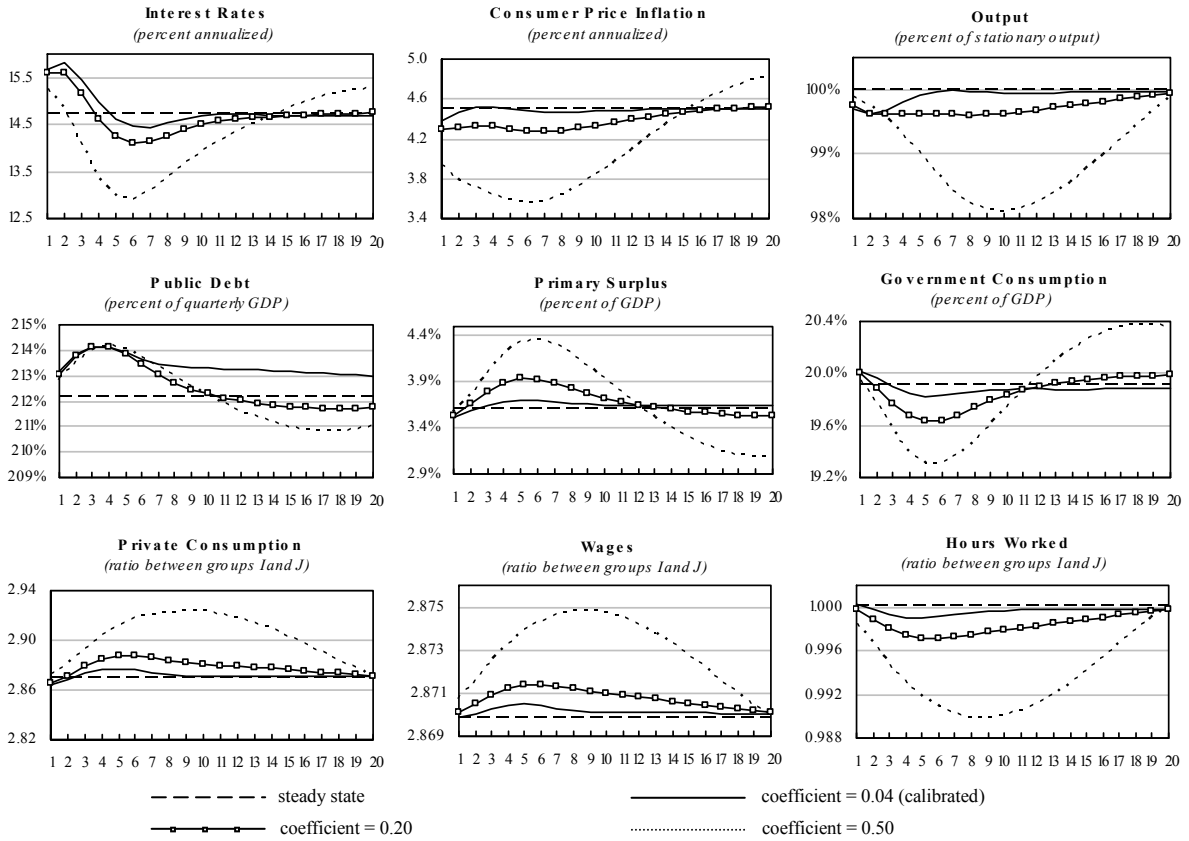 Interest Rates
(percent annualized)
15.5
14.5
13.5
12.5
1 2 3 4 5 6 7 8 9 10 11 12 13 14 15 16 17 18 19 20
Consumer Price Inflation
(percent annualized)
5.0
4.6
4.2
3.8
3.4
1 2 3 4 5 6 7 8 9 10 11 12 13 14 15 16 17 18 19 20
Output
(percent of stationary output)
100%
99%
98%
1 2 3 4 5 6 7 8 9 10 11 12 13 14 15 16 17 18 19 20
Public Debt
(percent of quarterly GDP)
215%
214%
213%
212%
211%
210%
209%
1 2 3 4 5 6 7 8 9 10 11 12 13 14 15 16 17 18 19 20
Primary Surplus
(percent of GDP)
4.4%
3.9%
3.4%
2.9%
1 2 3 4 5 6 7 8 9 10 11 12 13 14 15 16 17 18 19 20
Government Consumption
(percent of GDP)
20.4%
20.0%
19.6%
19.2%
1 2 3 4 5 6 7 8 9 10 11 12 13 14 15 16 17 18 19 20
Private Consumption
(ratio between groups I and J)
2.94
2.90
2.86
2.82
1 2 3 4 5 6 7 8 9 10 11 12 13 14 15 16 17 18 19 20
Wages
(ratio between groups I and J)
2.875
2.873
2.871
2.869
1 2 3 4 5 6 7 8 9 10 11 12 13 14 15 16 17 18 19 20
Hours Worked
(ratio between groups I and J)
1.000
0.996
0.992
0.988
1 2 3 4 5 6 7 8 9 10 11 12 13 14 15 16 17 18 19 20
steady state
coefficient = 0.04 (calibrated)
coefficient = 0.20
coefficient = 0.50